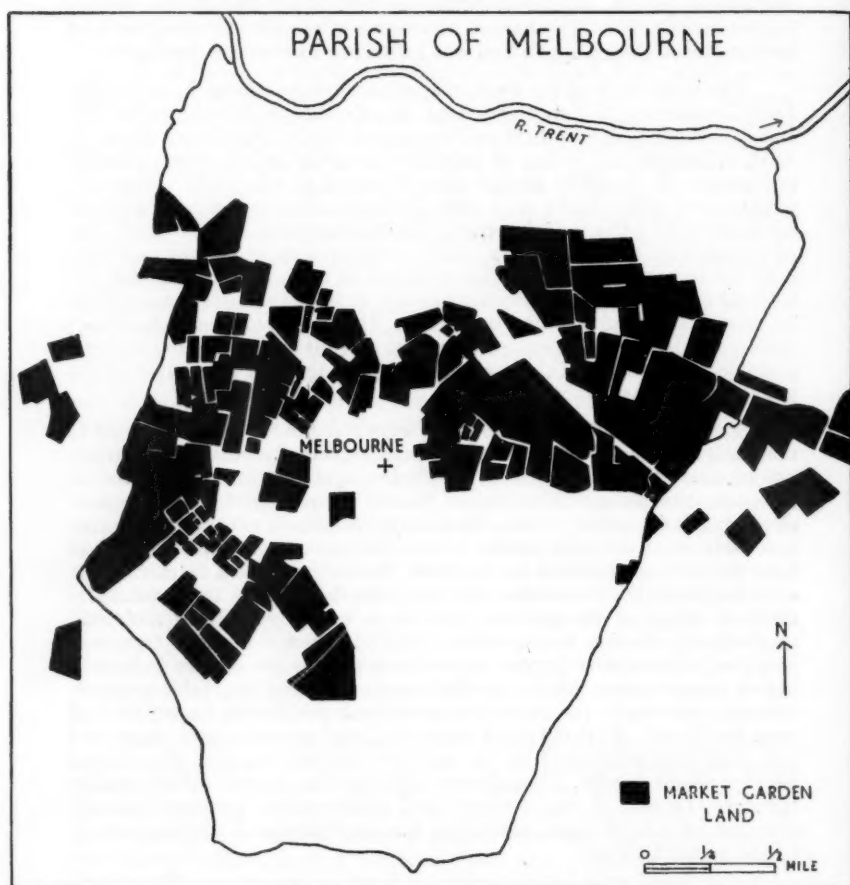 PARISH OF MELBOURNE
R. TRENT
MELBOURNE
N
MARKET GARDEN
LAND
0 ¼ ½ MILE